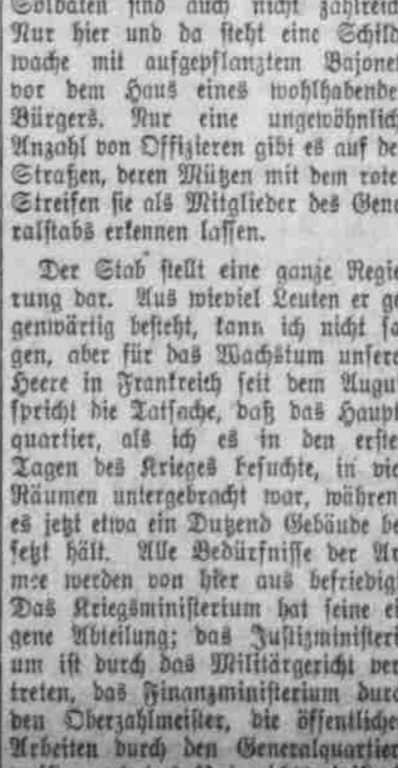 Soldaten sind auch nicht zahlreich
Nur hier und da steht eine Schild
wache mit aufgepflanztem Bajonet
vor dem Haus eines wohlhabende
Bürgers. Nur eine ungewöhnlich
Anzahl von Offizieren gibt es auf de
Straßen, deren Mützen mit dem rote
Streifen sie als Mitglieder des Gene
ralstabs erkennen lassen.
Der Stab stellt eine ganze Regie
rung dar. Aus wieviel Leuten er ge
genwärtig besteht, kann ich nicht sa
gen, aber für das Wachstum unsere
Heere in Frankreich seit dem Augu
spricht die Tatsache, daß das Haupt
quartier, als ich es in den erste
Tagen des Krieges besuchte, in vie
Räumen untergebracht war, währen
es jetzt etwa ein Dutzend Gebäude be
setzt hält. Alle Bedürfnisse der Ar
mee werden von hier aus befriedig
Das Kriegsministerium hat seine ei
gene Abteilung; das Justizministeri
um ist durch das Militärgericht ver
treten, das Finanzministerium durc
den Oberzahlmeister, die öffentliche
Arbeiten durch den Generalquartier